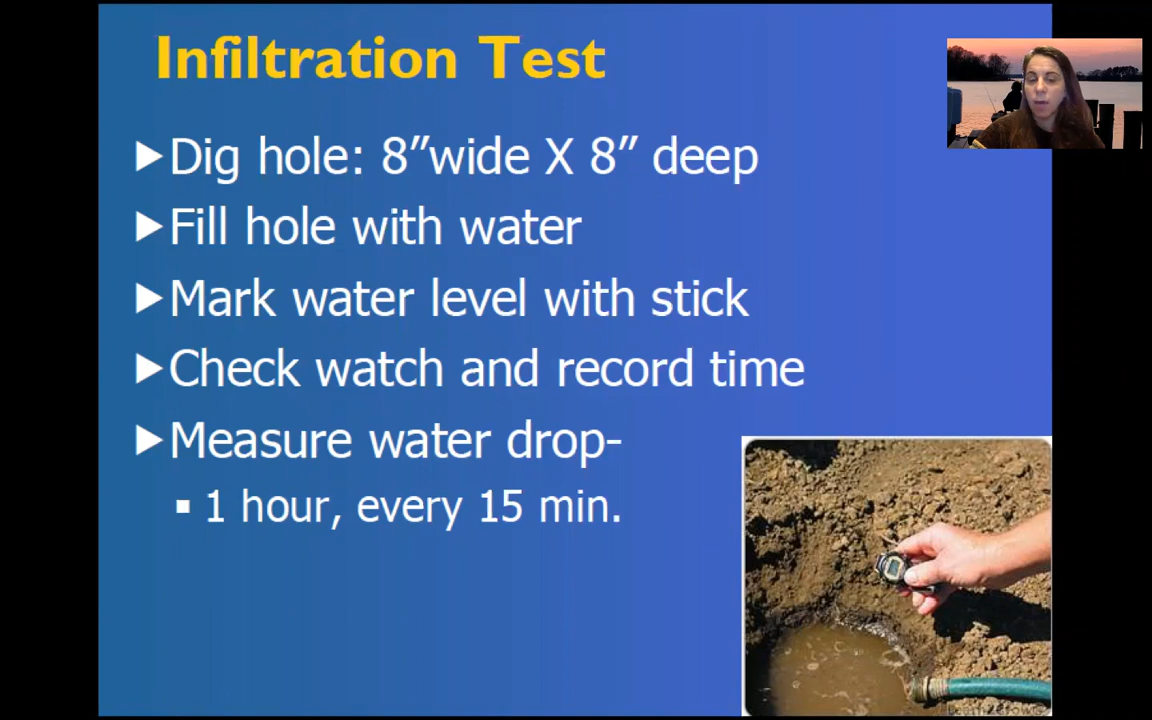 Infiltration Test
Dig hole: 8”wide X 8” deep
Fill hole with water
Mark water level with stick
Check watch and record time
Measure water drop-
1 hour, every 15 min.